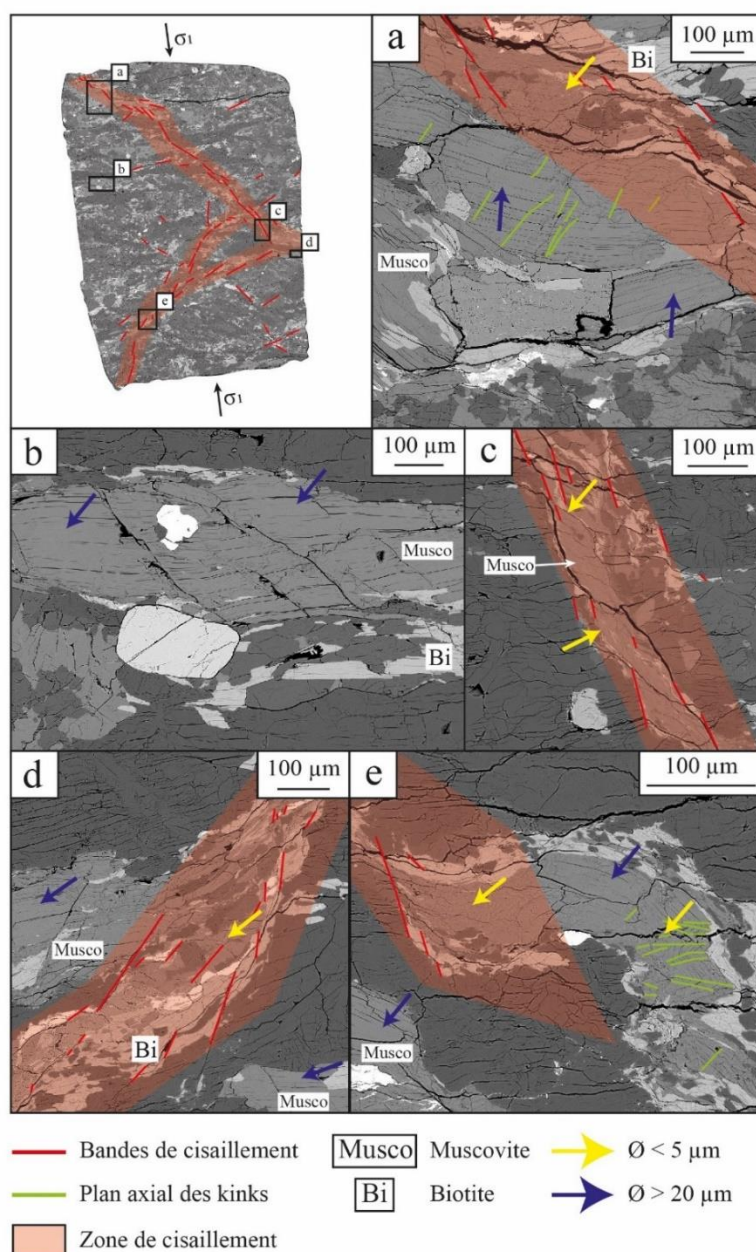 σ1
a
b
c
d
e
σ1
a
100 µm
Bi
Musco
b
100 µm
Musco
Bi
c
100 µm
Musco
d
100 µm
Musco
Bi
Musco
e
100 µm
Musco
Bandes de cisaillement
Musco Muscovite
Ø < 5 µm
Plan axial des kinks
Bi Biotite
Ø > 20 µm
Zone de cisaillement